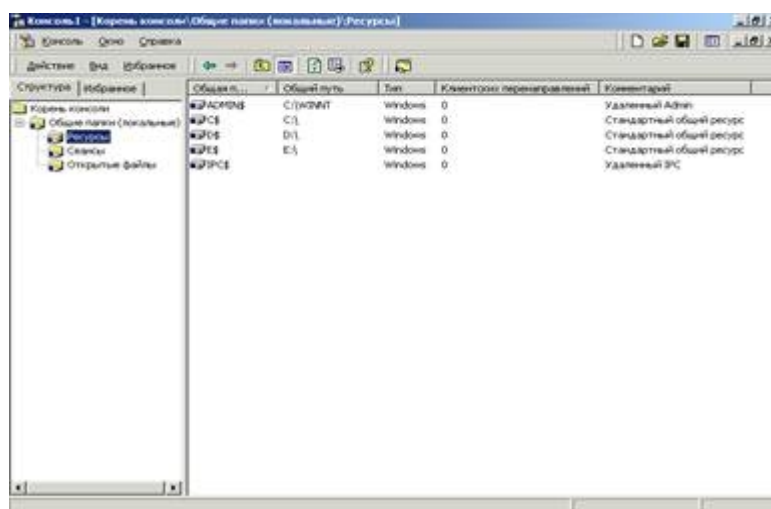 Консоль1 - [Корень консоли\Общие папки (локальные)\Ресурсы]
Консоль Окно Справка
Действие Вид Избранное
Структура Избранное
Корень консоли
Общие папки (локальные)
Ресурсы
Сеансы
Открытые файлы
Общая п... Общий путь Тип Клиентских перенаправлений Комментарий
ADMIN$ C:\WINNT Windows 0 Удаленный Admin
C$ C:\ Windows 0 Стандартный общий ресурс
D$ D:\ Windows 0 Стандартный общий ресурс
E$ E:\ Windows 0 Стандартный общий ресурс
IPC$ Windows 0 Удаленный IPC